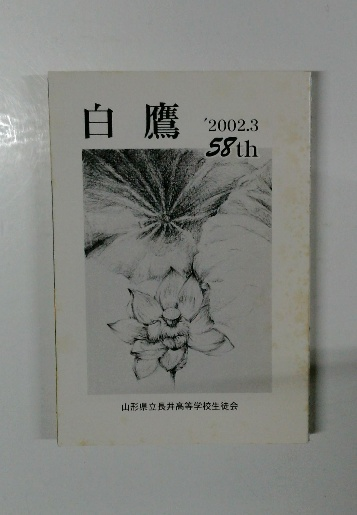 白鷹
'2002.3
58th
山形県立長井高等学校生徒会